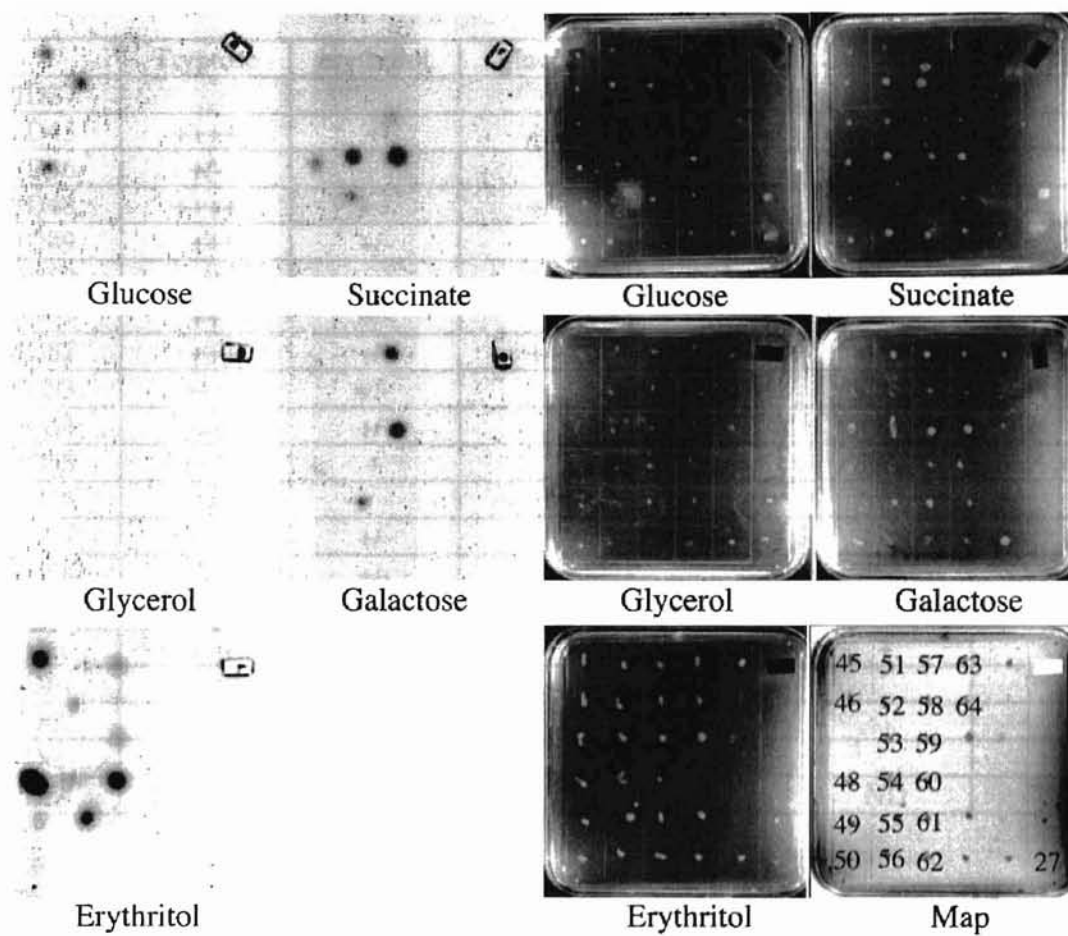 Glucose Succinate Glucose Succinate
Glycerol Galactose Glycerol Galactose
45 51 57 63
46 52 58 64
53 59
48 54 60
49 55 61
50 56 62 27
Erythritol Erythritol Map